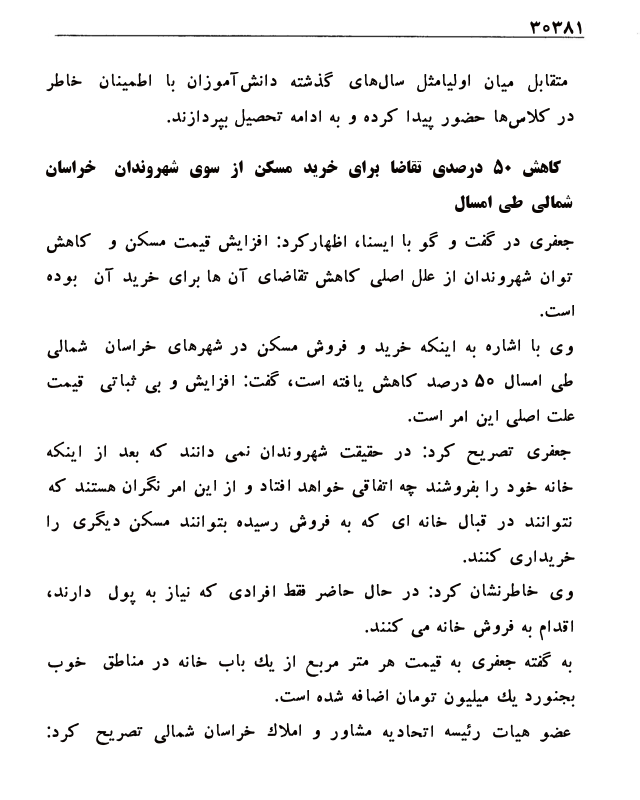 ۳۰۳۸۱
متقابل میان اولیامثل سال‌های گذشته دانش‌آموزان با اطمینان خاطر
در کلاس‌ها حضور پیدا کرده و به ادامه تحصیل بپردازند.
کاهش ۵۰ درصدی تقاضا برای خرید مسکن از سوی شهروندان خراسان
شمالی طی امسال
جعفری در گفت و گو با ایسنا، اظهارکرد: افزایش قیمت مسکن و کاهش
توان شهروندان از علل اصلی کاهش تقاضای آن ها برای خرید آن بوده
است.
وی با اشاره به اینکه خرید و فروش مسکن در شهرهای خراسان شمالی
طی امسال ۵۰ درصد کاهش یافته است، گفت: افزایش و بی ثباتی قیمت
علت اصلی این امر است.
جعفری تصریح کرد: در حقیقت شهروندان نمی دانند که بعد از اینکه
خانه خود را بفروشند چه اتفاقی خواهد افتاد و از این امر نگران هستند که
نتوانند در قبال خانه ای که به فروش رسیده بتوانند مسکن دیگری را
خریداری کنند.
وی خاطرنشان کرد: در حال حاضر فقط افرادی که نیاز به پول دارند،
اقدام به فروش خانه می کنند.
به گفته جعفری به قیمت هر متر مربع از یك باب خانه در مناطق خوب
بجنورد یك میلیون تومان اضافه شده است.
عضو هیات رئیسه اتحادیه مشاور و املاك خراسان شمالی تصریح کرد: